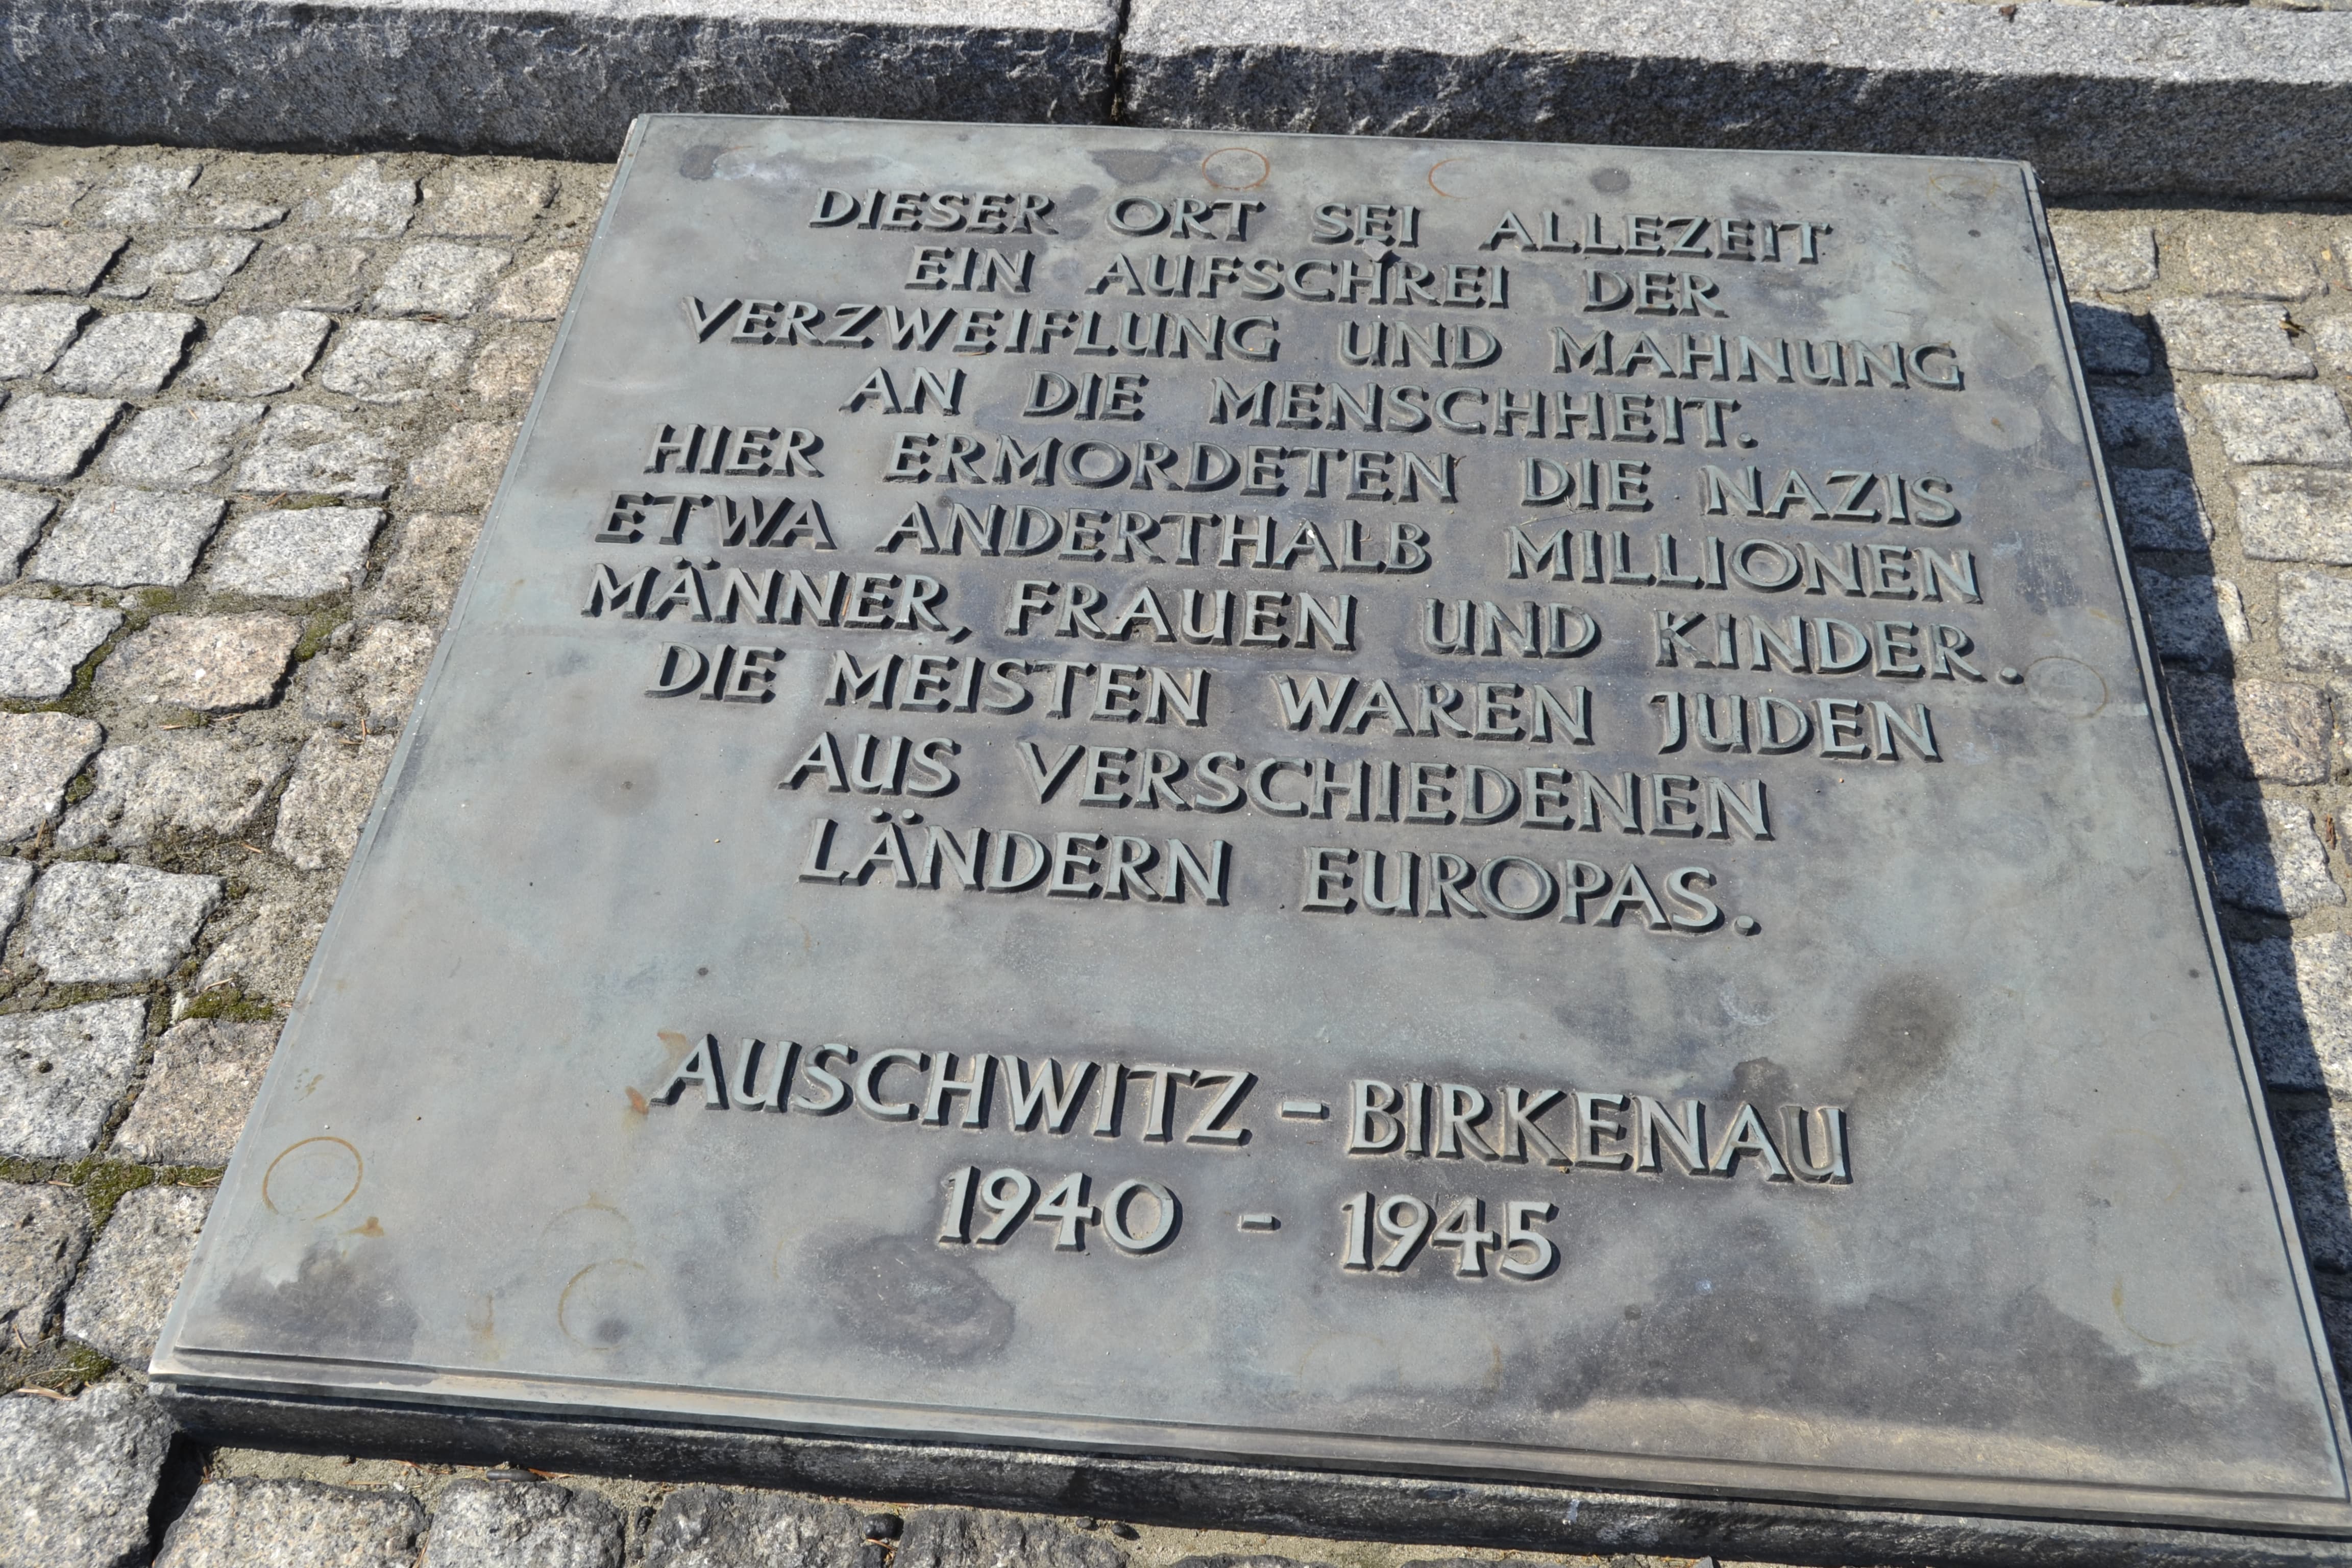 DIESER ORT SEI ALLEZEIT
EIN AUFSCHREI DER
VERZWEIFLUNG UND MAHNUNG
AN DIE MENSCHHEIT.
HIER ERMORDETEN DIE NAZIS
ETWA ANDERTHALB MILLIONEN
MÄNNER, FRAUEN UND KINDER.
DIE MEISTEN WAREN JUDEN
AUS VERSCHIEDENEN
LÄNDERN EUROPAS.
AUSCHWITZ-BIRKENAU
1940 - 1945